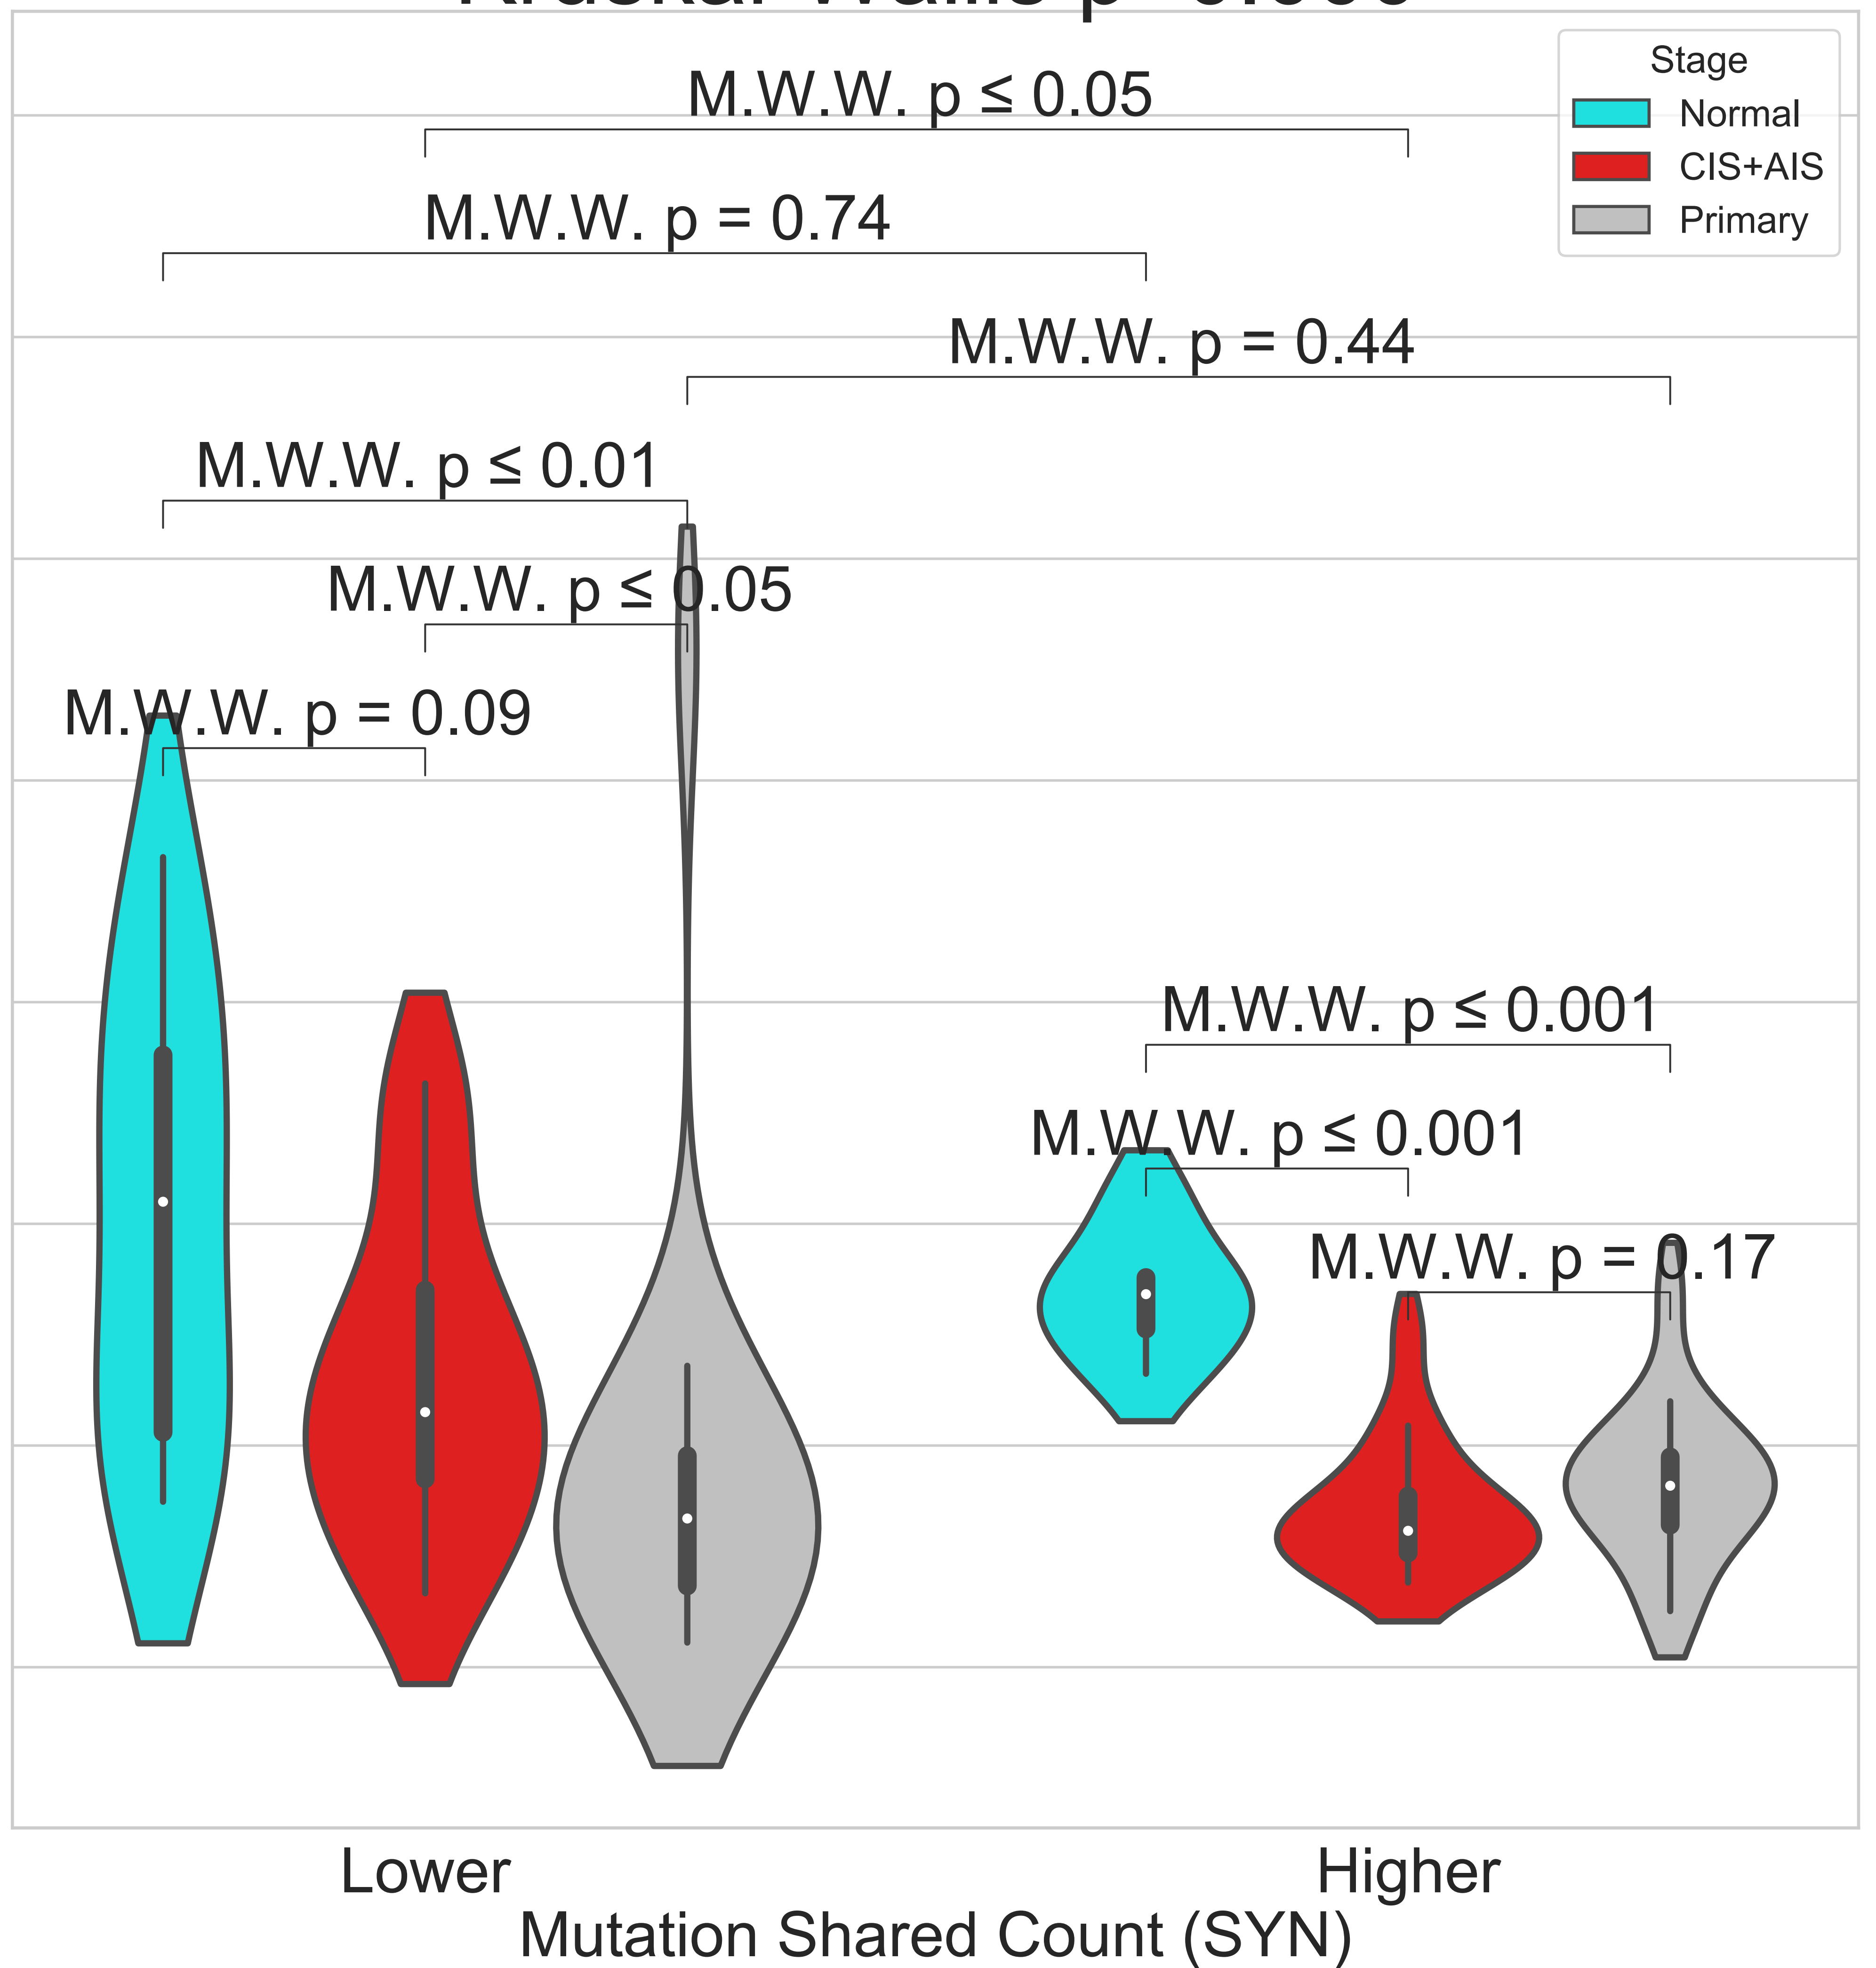 Stage
Normal
CIS+AIS
Primary
M.W.W. p ≤ 0.05
M.W.W. p = 0.74
M.W.W. p = 0.44
M.W.W. p ≤ 0.01
M.W.W. p ≤ 0.05
M.W.W. p = 0.09
M.W.W. p ≤ 0.001
M.W.W. p ≤ 0.001
M.W.W. p = 0.17
Lower
Higher
Mutation Shared Count (SYN)